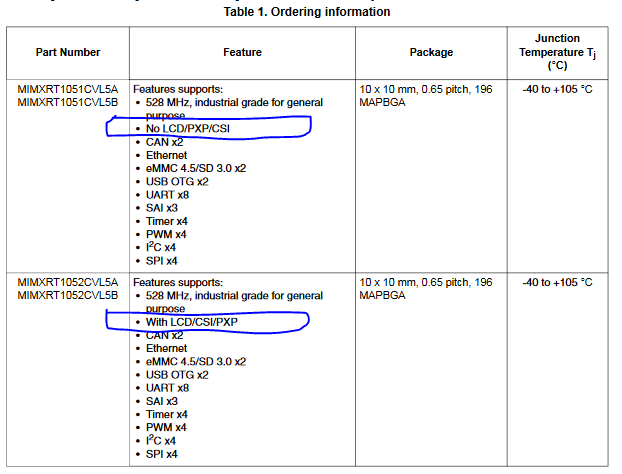 Table 1. Ordering information
Part Number Feature Package Junction
Temperature Tj
(°C)
MIMXRT1051CVL5A
MIMXRT1051CVL5B
Features supports:
• 528 MHz, industrial grade for general
purpose
• No LCD/PXP/CSI
• CAN x2
• Ethernet
• eMMC 4.5/SD 3.0 x2
• USB OTG x2
• UART x8
• SAI x3
• Timer x4
• PWM x4
• I²C x4
• SPI x4
10 x 10 mm, 0.65 pitch, 196
MAPBGA
-40 to +105 °C
MIMXRT1052CVL5A
MIMXRT1052CVL5B
Features supports:
• 528 MHz, industrial grade for general
purpose
• With LCD/CSI/PXP
• CAN x2
• Ethernet
• eMMC 4.5/SD 3.0 x2
• USB OTG x2
• UART x8
• SAI x3
• Timer x4
• PWM x4
• I²C x4
• SPI x4
10 x 10 mm, 0.65 pitch, 196
MAPBGA
-40 to +105 °C